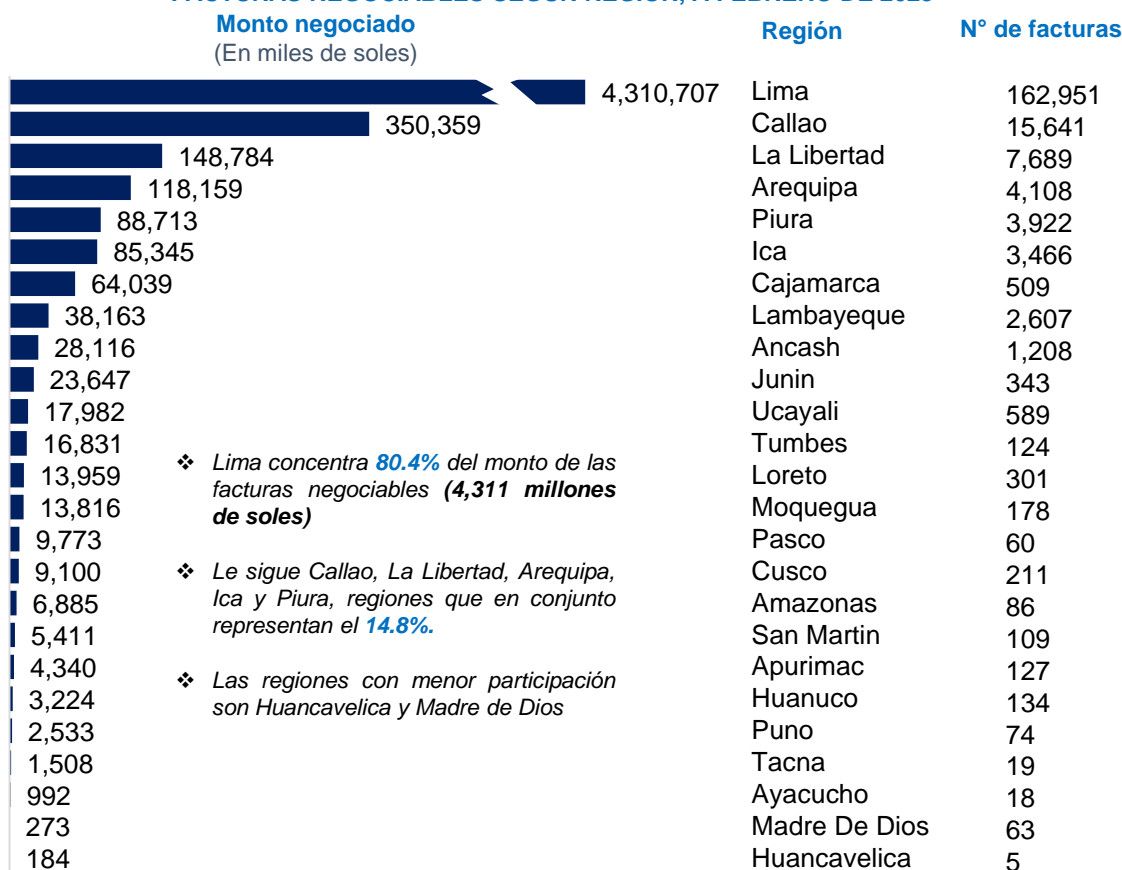 FACTURAS NEGOCIABLES SEGÚN REGIÓN, A FEBRERO DE
Monto negociado
(En miles de soles)
Región N° de facturas
4,310,707 Lima 162,951
350,359 Callao 15,641
148,784 La Libertad 7,689
118,159 Arequipa 4,108
88,713 Piura 3,922
85,345 Ica 3,466
64,039 Cajamarca 509
38,163 Lambayeque 2,607
28,116 Ancash 1,208
23,647 Junin 343
17,982 Ucayali 589
16,831 Tumbes 124
13,959 Loreto 301
13,816 Moquegua 178
9,773 Pasco 60
9,100 Cusco 211
6,885 Amazonas 86
5,411 San Martin 109
4,340 Apurimac 127
3,224 Huanuco 134
2,533 Puno 74
1,508 Tacna 19
992 Ayacucho 18
273 Madre De Dios 63
184 Huancavelica 5
❖ Lima concentra 80.4% del monto de las
facturas negociables (4,311 millones
de soles)
❖ Le sigue Callao, La Libertad, Arequipa,
Ica y Piura, regiones que en conjunto
representan el 14.8%.
❖ Las regiones con menor participación
son Huancavelica y Madre de Dios